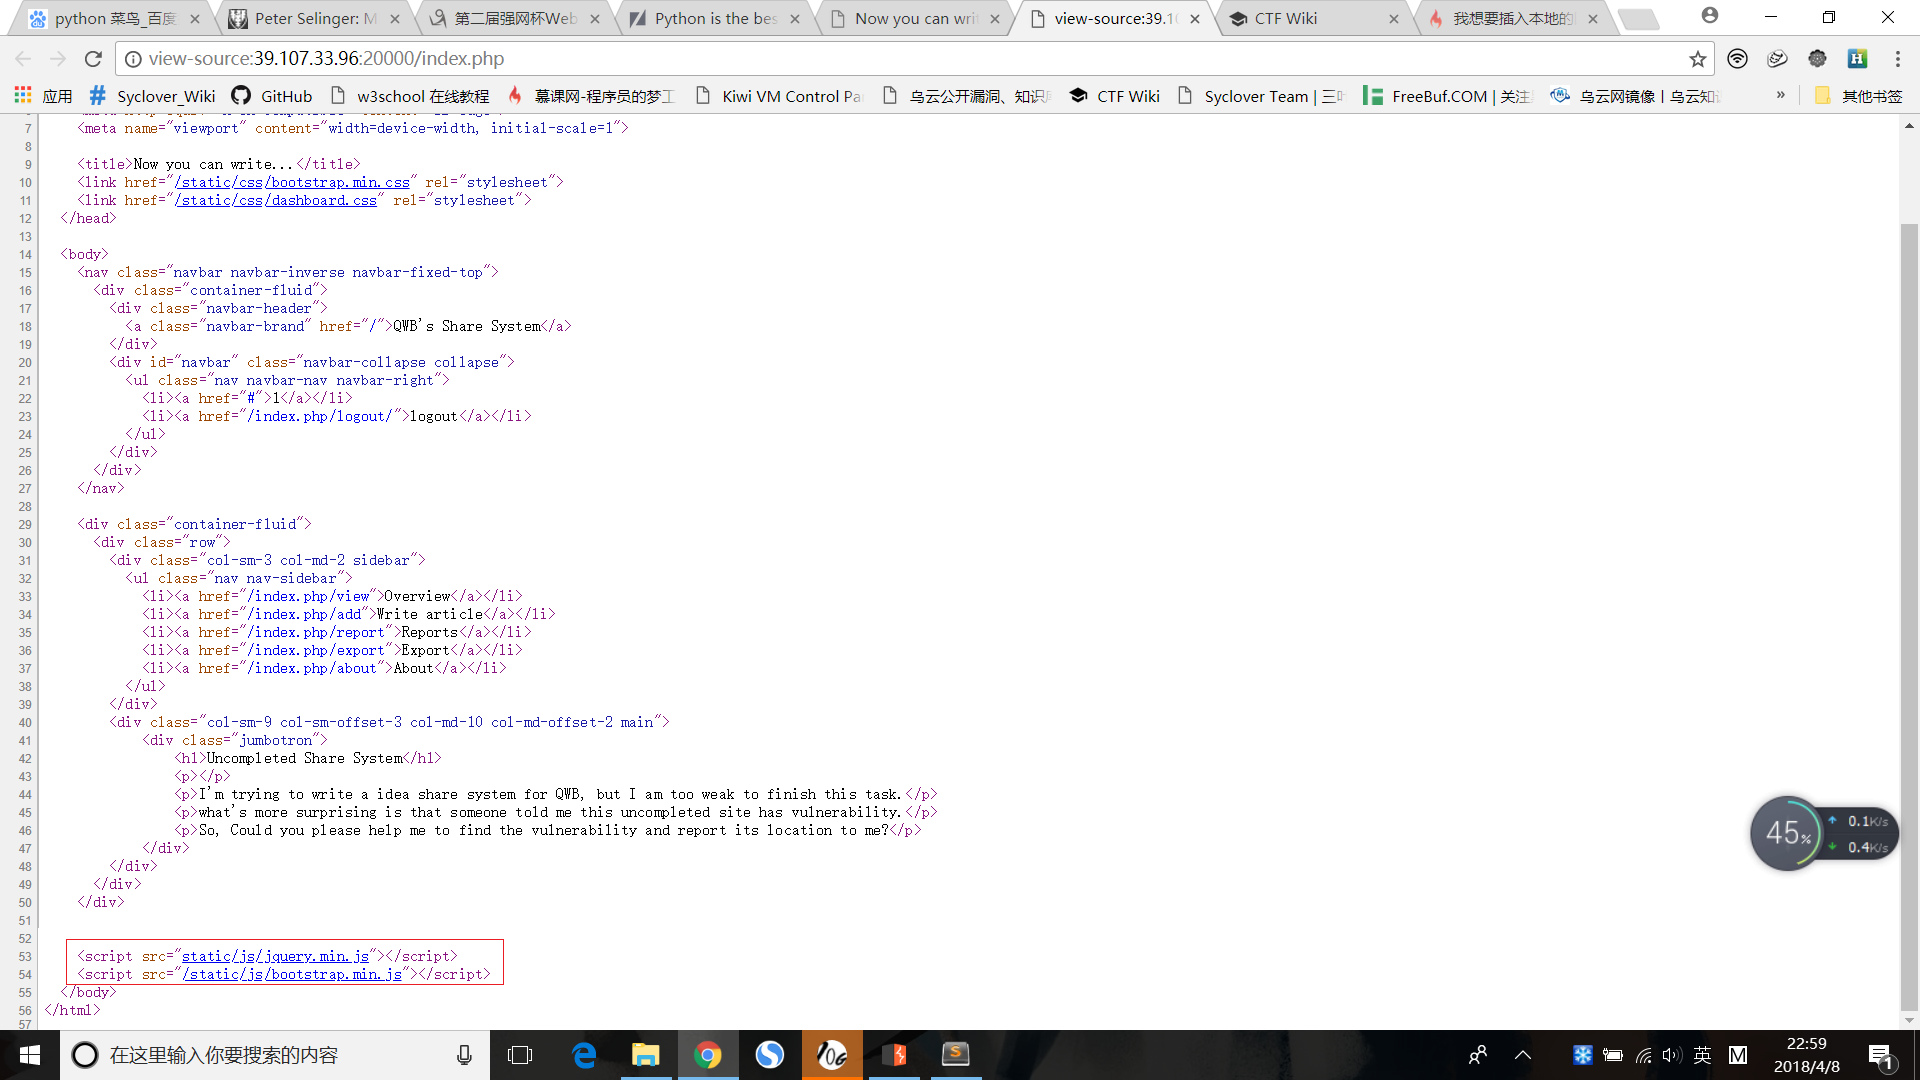 python 菜鸟_百度
Peter Selinger: M
第二届强网杯Web
Python is the bes
Now you can wri
view-source:39.10
CTF Wiki
我想要插入本地的
view-source:39.107.33.96:20000/index.php
应用
Syclover_Wiki
GitHub
w3school 在线教程
慕课网-程序员的梦工
Kiwi VM Control Pa
乌云公开漏洞、知识
CTF Wiki
Syclover Team | 三
FreeBuf.COM | 关注
乌云网镜像 | 乌云知
»
其他书签
7 <meta name="viewport" content="width=device-width, initial-scale=1">
8
9 <title>Now you can write...</title>
10 <link href="/static/css/bootstrap.min.css" rel="stylesheet">
11 <link href="/static/css/dashboard.css" rel="stylesheet">
12 </head>
13
14 <body>
15 <nav class="navbar navbar-inverse navbar-fixed-top">
16 <div class="container-fluid">
17 <div class="navbar-header">
18 <a class="navbar-brand" href="/">QWB's Share System</a>
19 </div>
20 <div id="navbar" class="navbar-collapse collapse">
21 <ul class="nav navbar-nav navbar-right">
22 <li><a href="#">1</a></li>
23 <li><a href="/index.php/logout/">logout</a></li>
24 </ul>
25 </div>
26 </div>
27 </nav>
28
29 <div class="container-fluid">
30 <div class="row">
31 <div class="col-sm-3 col-md-2 sidebar">
32 <ul class="nav nav-sidebar">
33 <li><a href="/index.php/view">Overview</a></li>
34 <li><a href="/index.php/add">Write article</a></li>
35 <li><a href="/index.php/report">Reports</a></li>
36 <li><a href="/index.php/export">Export</a></li>
37 <li><a href="/index.php/about">About</a></li>
38 </ul>
39 </div>
40 <div class="col-sm-9 col-sm-offset-3 col-md-10 col-md-offset-2 main">
41 <div class="jumbotron">
42 <h1>Uncompleted Share System</h1>
43 <p></p>
44 <p>I'm trying to write a idea share system for QWB, but I am too weak to finish this task.</p>
45 <p>what's more surprising is that someone told me this uncompleted site has vulnerability.</p>
46 <p>So, Could you please help me to find the vulnerability and report its location to me?</p>
47 </div>
48 </div>
49 </div>
50 </div>
51
52
53 <script src="static/js/jquery.min.js"></script>
54 <script src="/static/js/bootstrap.min.js"></script>
55 </body>
56 </html>
57
45%
0.1K/s
0.4K/s
在这里输入你要搜索的内容
英
M
22:59
2018/4/8
1